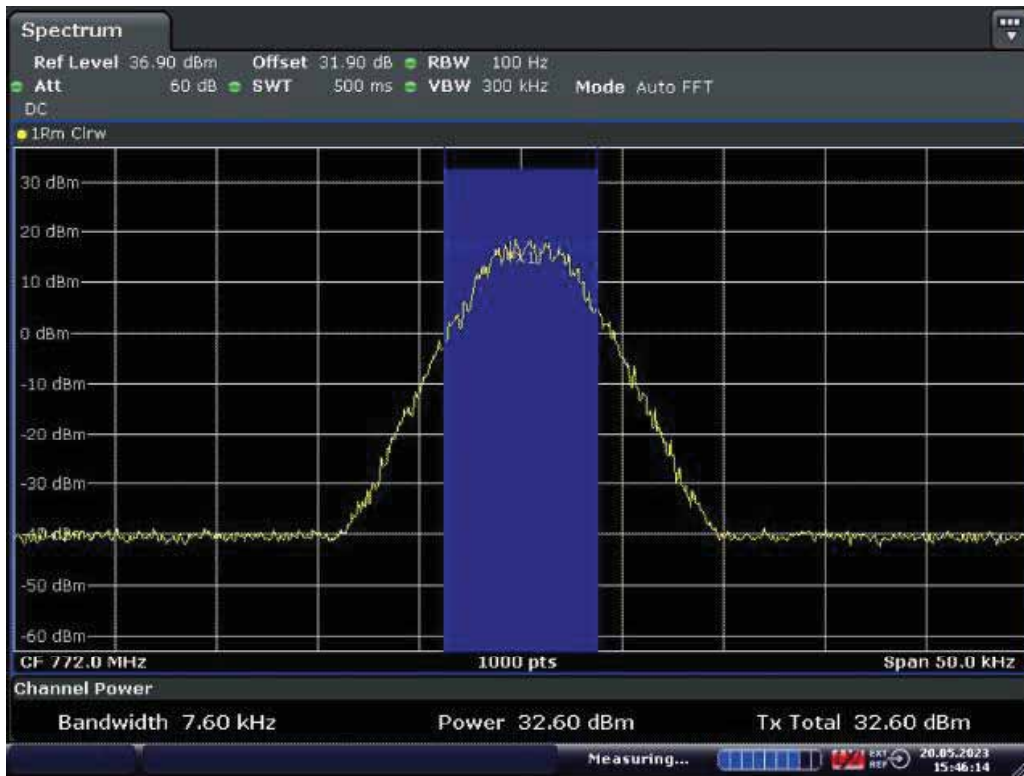 Spectrum
Ref Level 36.90 dBm Offset 31.90 dB RBW 100 Hz
Att 60 dB SWT 500 ms VBW 300 kHz Mode Auto FFT
DC
1Rm Clrw
30 dBm
20 dBm
10 dBm
0 dBm
-10 dBm
-20 dBm
-30 dBm
-40 dBm
-50 dBm
-60 dBm
CF 772.0 MHz 1000 pts Span 50.0 kHz
Channel Power
Bandwidth 7.60 kHz Power 32.60 dBm Tx Total 32.60 dBm
Measuring... EXT REF 20.05.2023
15:46:14